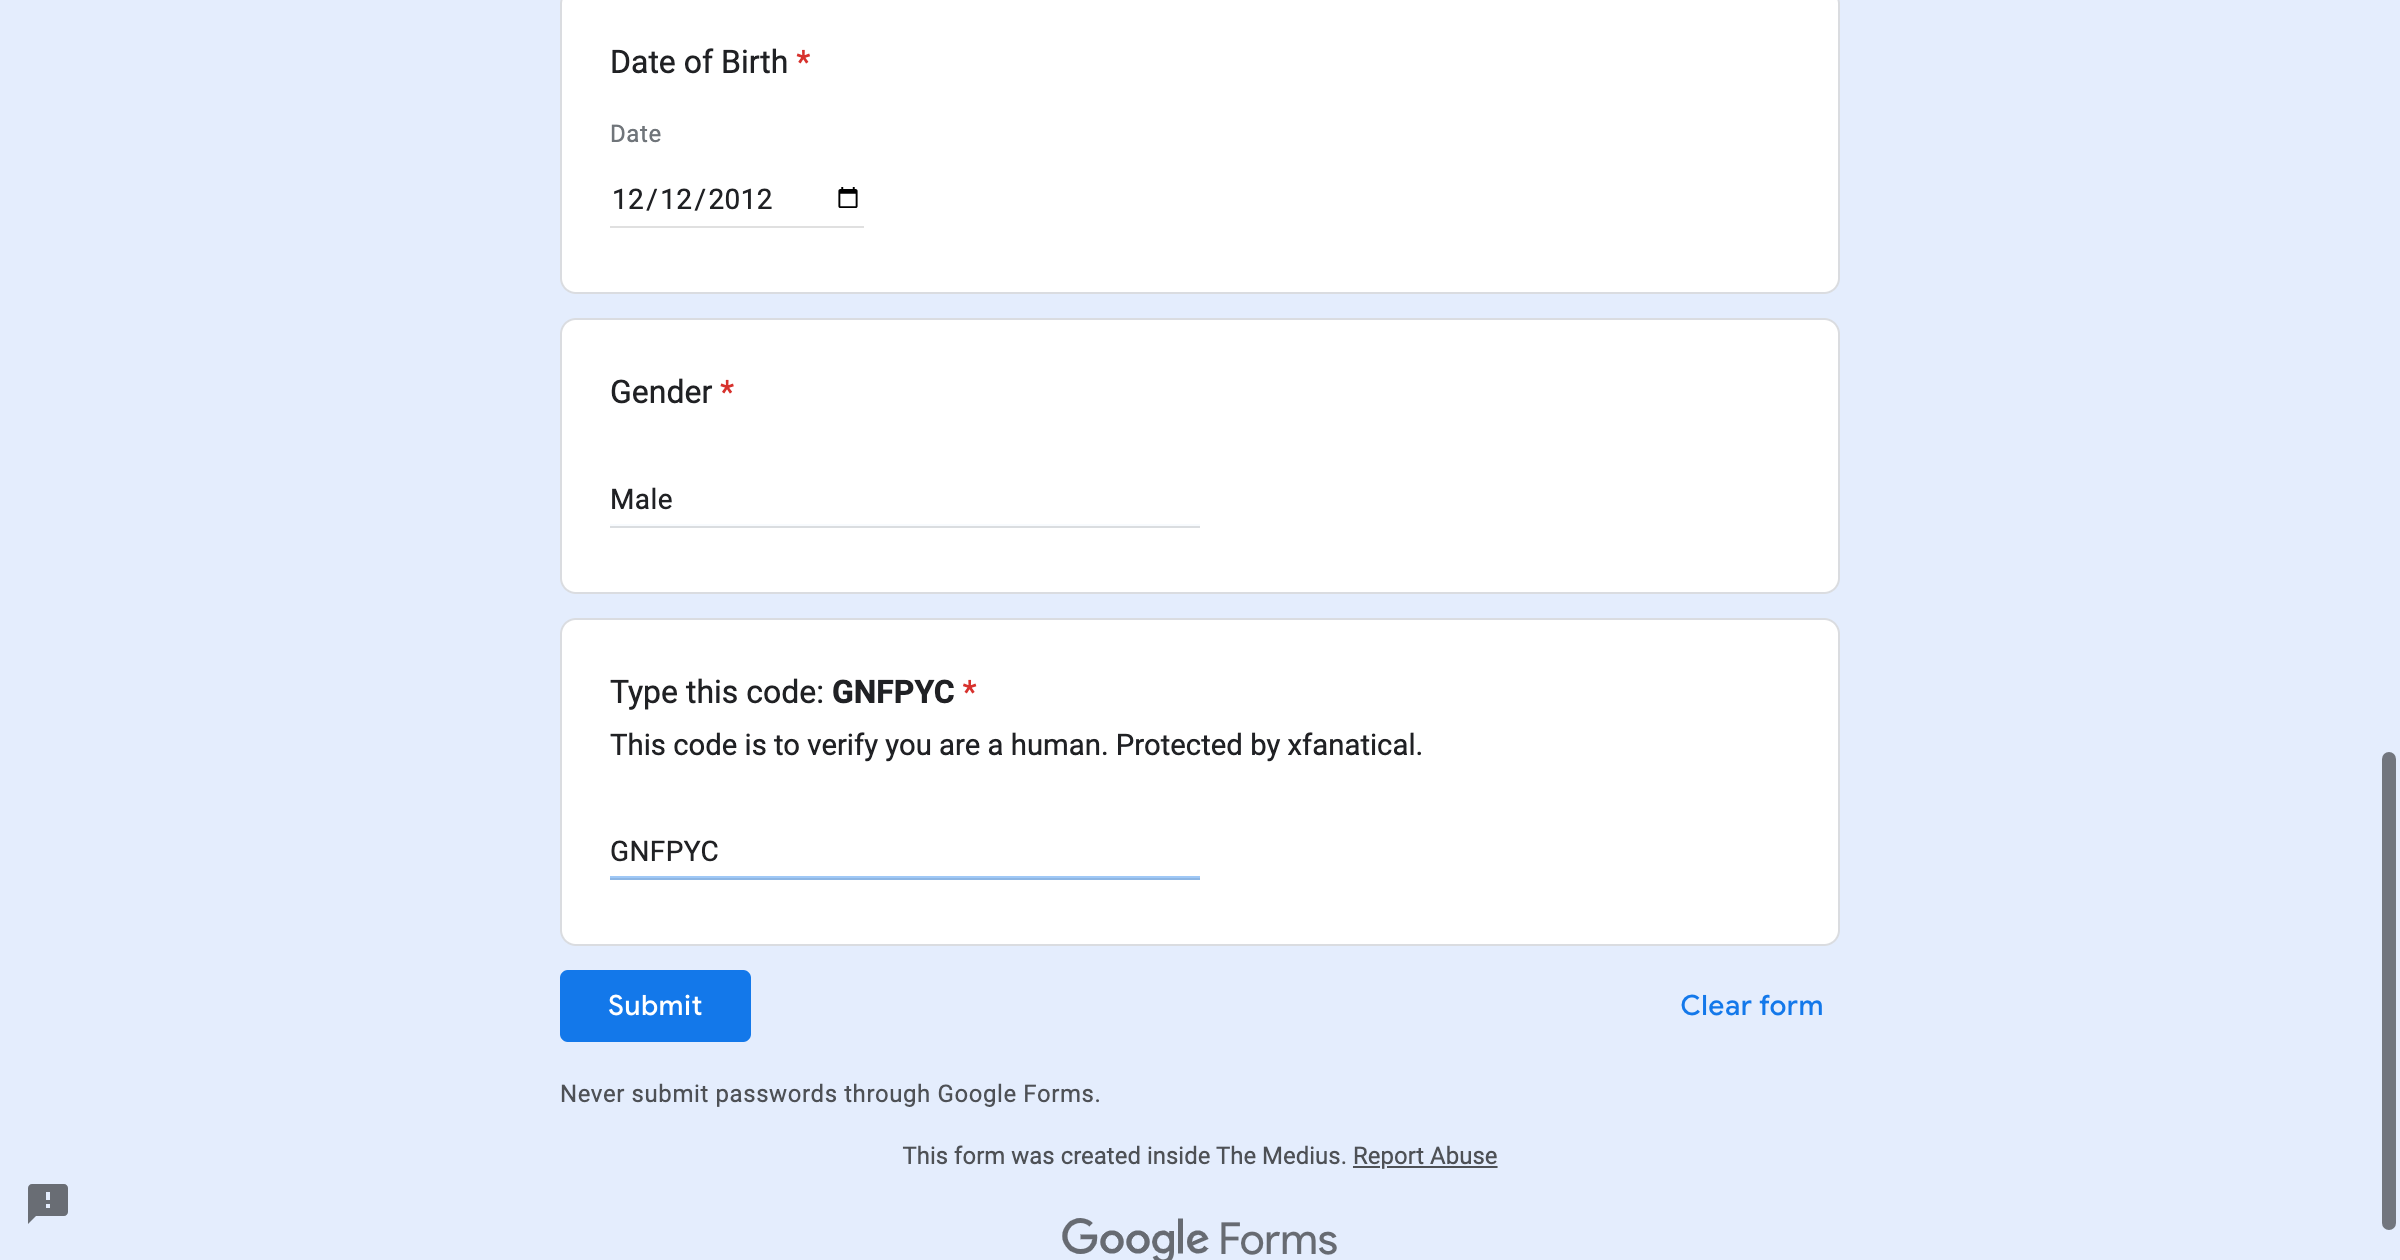 Date of Birth *
Date
12/12/2012
Gender *
Male
Type this code: GNFPYC *
This code is to verify you are a human. Protected by xfanatical.
GNFPYC
Submit
Clear form
Never submit passwords through Google Forms.
This form was created inside The Medius. Report Abuse
Google Forms